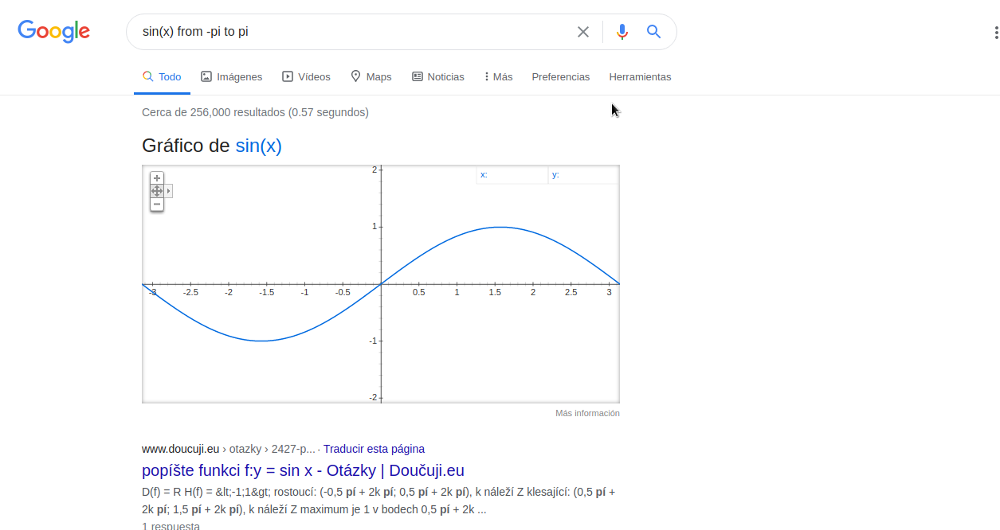 Google
sin(x) from -pi to pi
Todo Imágenes Vídeos Maps Noticias Más Preferencias Herramientas
Cerca de 256,000 resultados (0.57 segundos)
Gráfico de sin(x)
x: y:
2
1
-3 -2.5 -2 -1.5 -1 -0.5 0.5 1 1.5 2 2.5 3
-1
-2
Más información
www.doucuji.eu › otazky › 2427-p... · Traducir esta página
popíšte funkci f:y = sin x - Otázky | Doučuji.eu
D(f) = R H(f) = &lt;-1;1&gt; rostoucí: (-0,5 pí + 2k pí; 0,5 pí + 2k pí), k náleží Z klesající: (0,5 pí +
2k pí; 1,5 pí + 2k pí), k náleží Z maximum je 1 v bodech 0,5 pí + 2k ...
1 respuesta